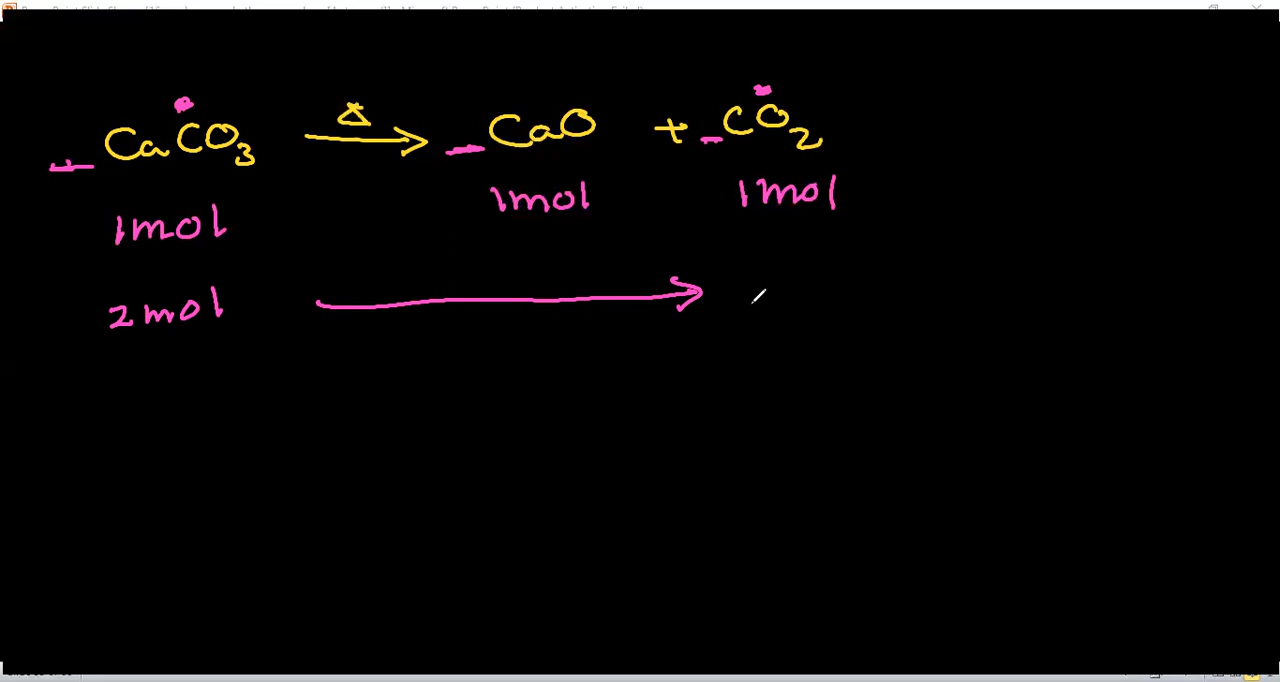 CaCO3 —Δ→ CaO + CO2
1mol 1mol 1mol
2mol →